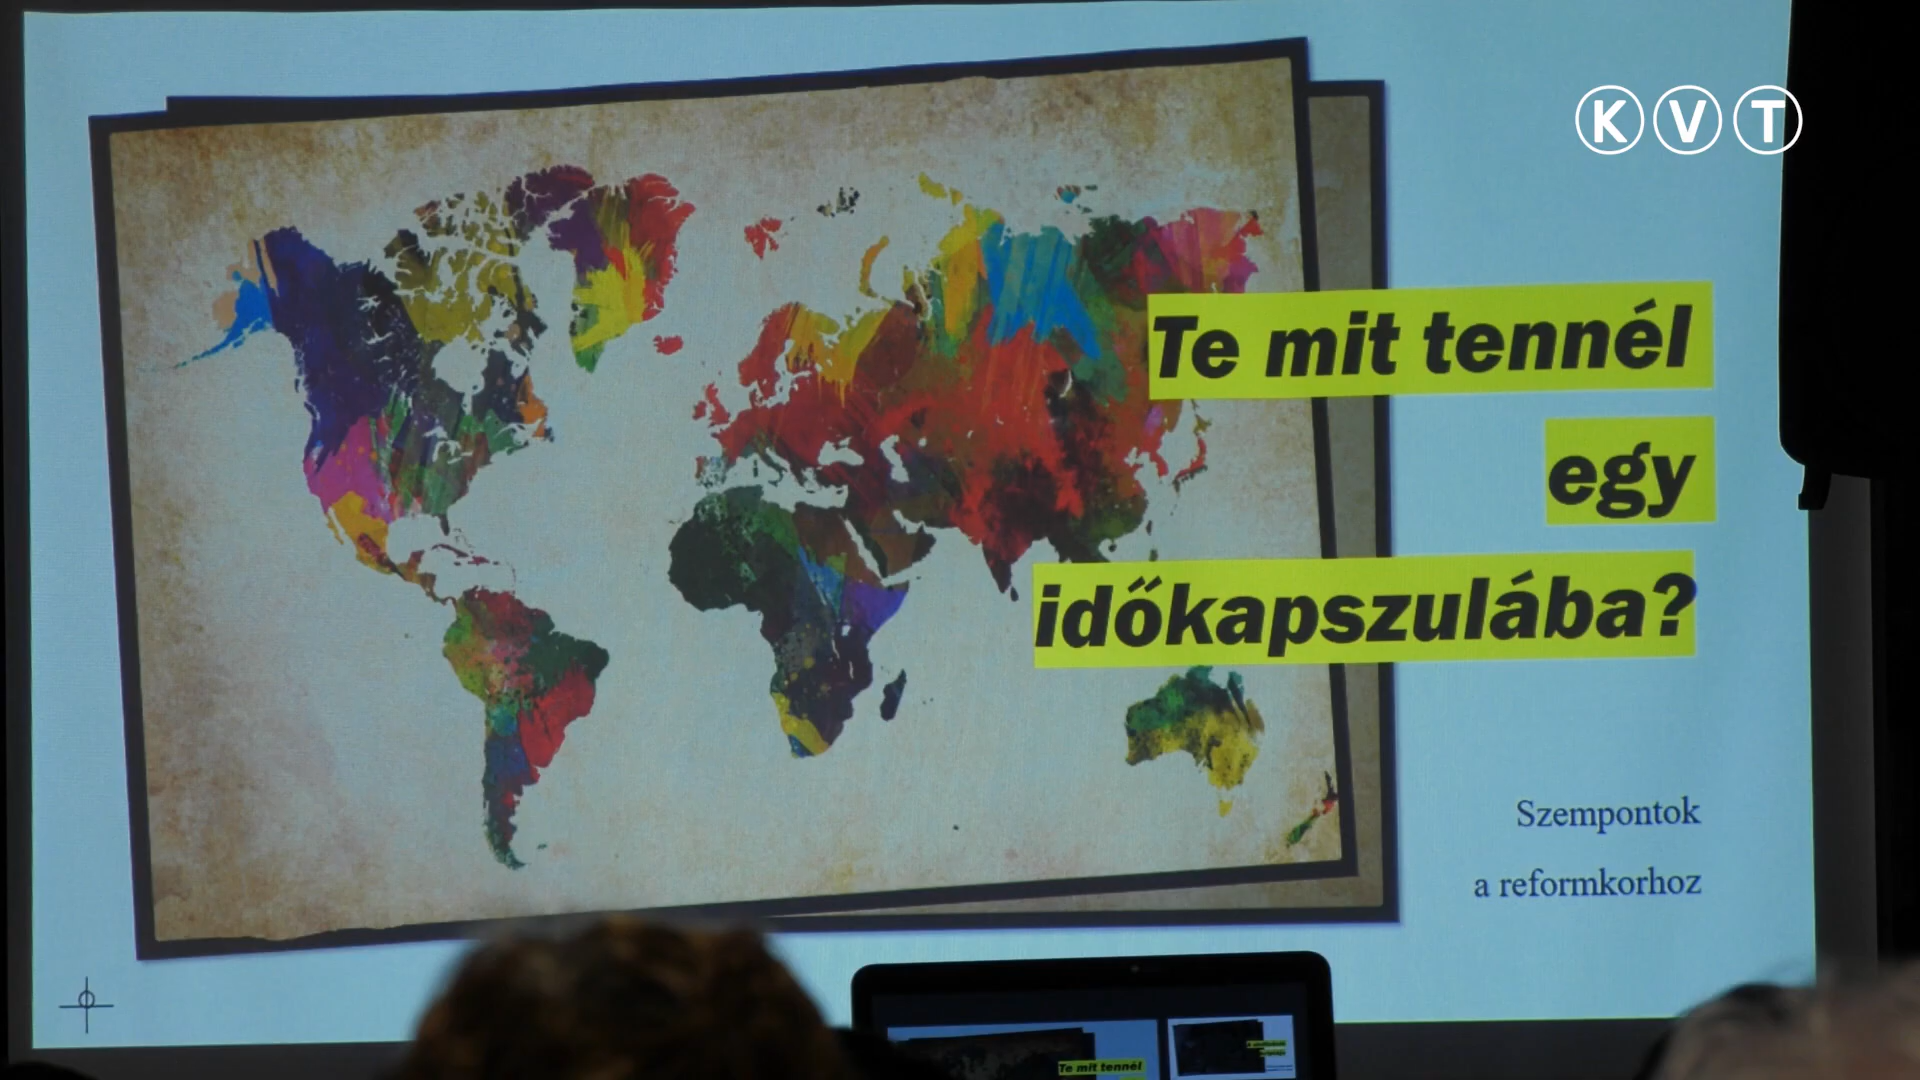 KVT
Te mit tennél
egy
időkapszulába?
Szempontok
a reformkorhoz
Te mit tennél